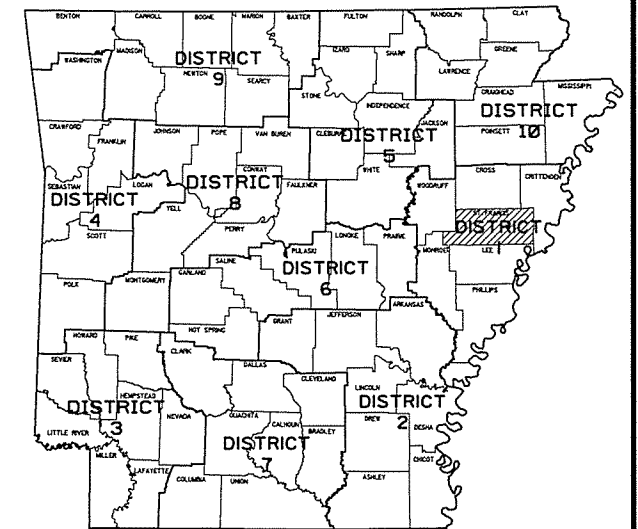 BENTON CARROLL BOONE MARION BAXTER FULTON RANDOLPH CLAY
WASHINGTON MADISON DISTRICT 9 IZARD SHARP GREENE
NEWTON SEARCY STONE LAWRENCE
INDEPENDENCE CRAIGHEAD MISSISSIPPI
CRAWFORD FRANKLIN JOHNSON POPE VAN BUREN CLEBURNE JACKSON DISTRICT 10
DISTRICT 5 POINSETT
WHITE
SEBASTIAN LOGAN CONWAY FAULKNER WOODRUFF CROSS CRITTENDEN
DISTRICT 4 YELL DISTRICT 8
ST. FRANCIS
SCOTT PERRY PULASKI LONOKE PRAIRIE MONROE DISTRICT 1
LEE
POLK MONTGOMERY GARLAND SALINE DISTRICT 6
PHILLIPS
HOT SPRING GRANT JEFFERSON ARKANSAS
HOWARD PIKE CLARK
SEVIER DALLAS CLEVELAND LINCOLN
HEMPSTEAD DISTRICT 2
DISTRICT 3 NEVADA OUACHITA CALHOUN BRADLEY DREW DESHA
LITTLE RIVER DISTRICT 7
MILLER LAFAYETTE COLUMBIA UNION ASHLEY CHICOT